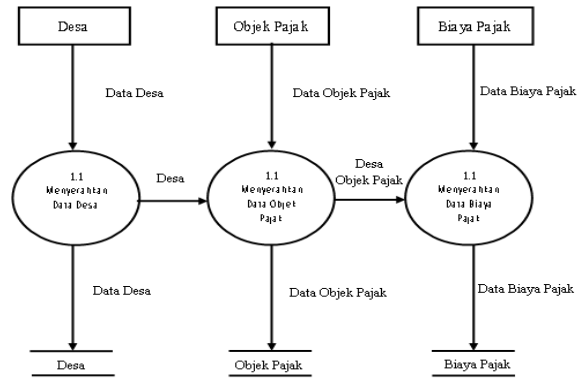 Desa
Objek Pajak
Biaya Pajak
Data Desa
Data Objek Pajak
Data Biaya Pajak
1.1
Menyerahkan
Data Desa
Desa
1.1
Menyerahkan
Data Objek
Pajak
Desa
Objek Pajak
1.1
Menyerahkan
Data Biaya
Pajak
Data Desa
Data Objek Pajak
Data Biaya Pajak
Desa
Objek Pajak
Biaya Pajak